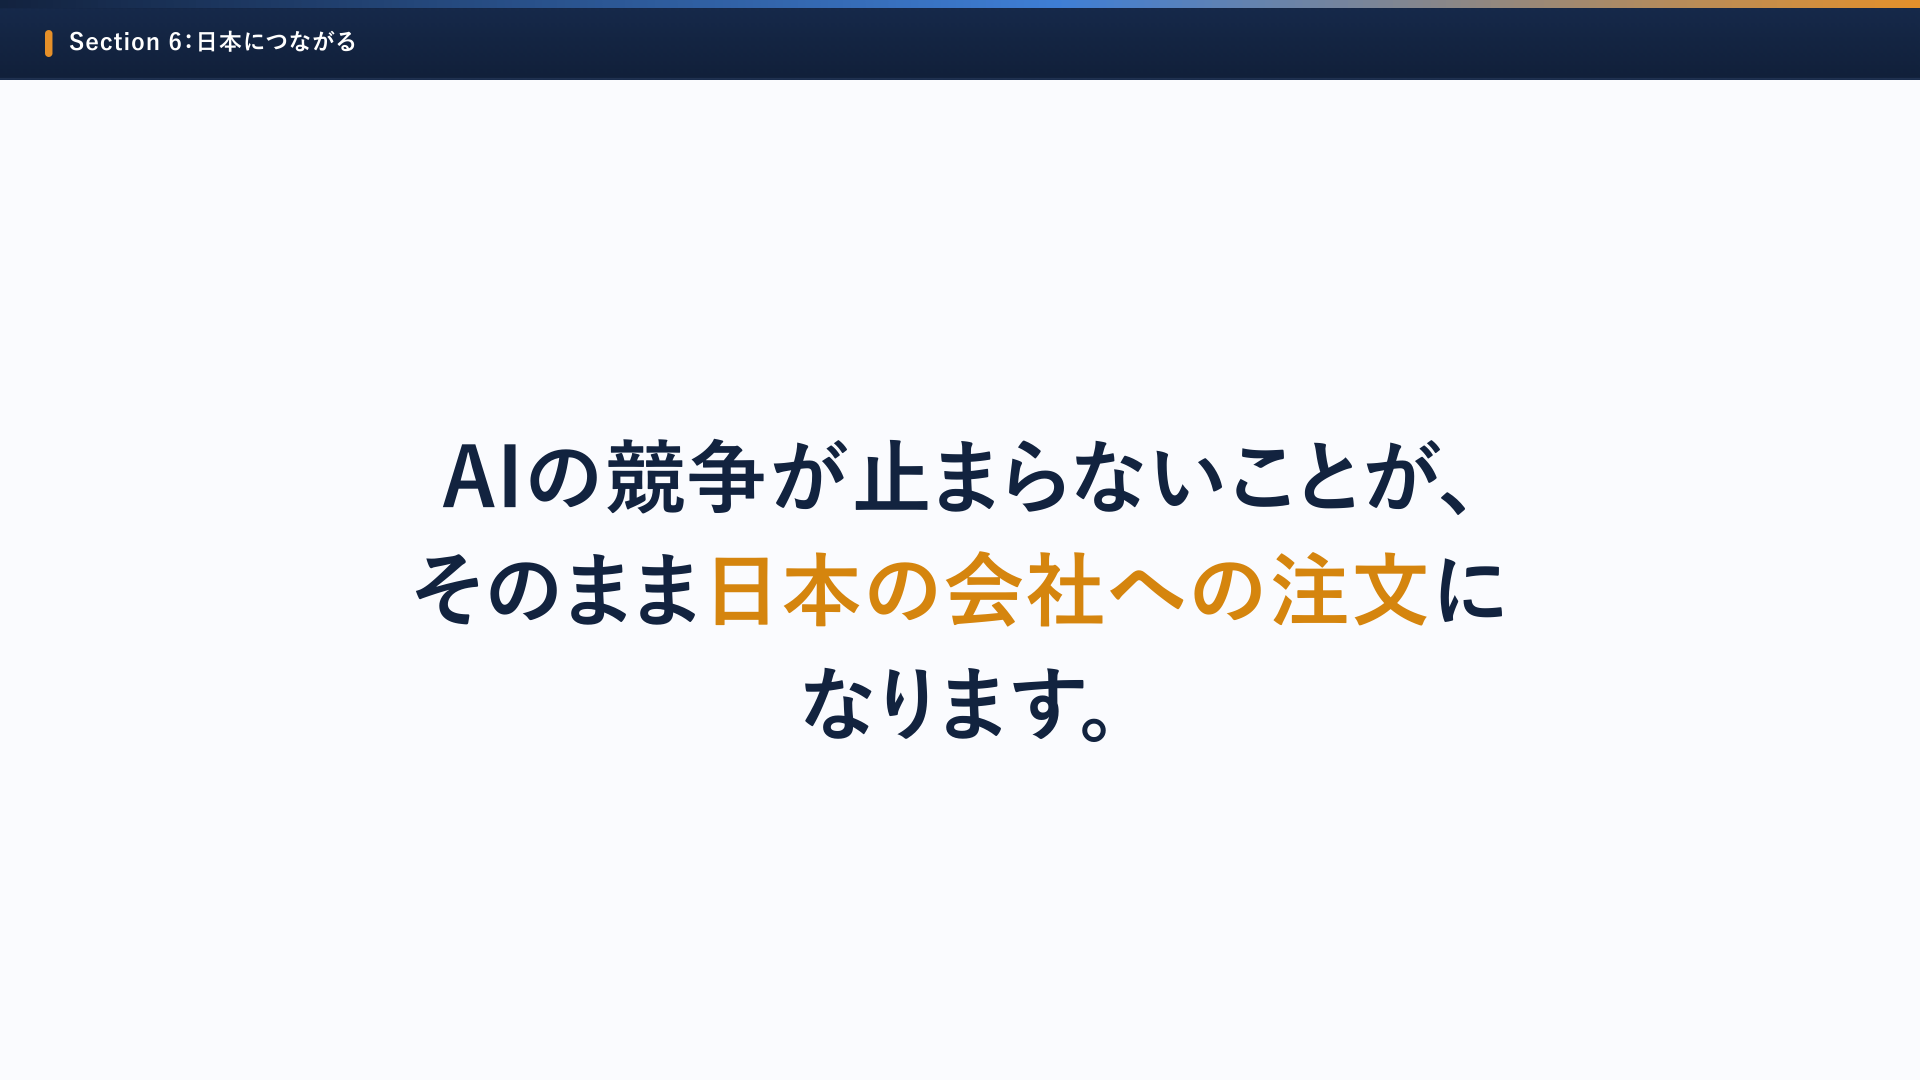 Section 6：日本につながる
AIの競争が止まらないことが、
そのまま日本の会社への注文に
なります。